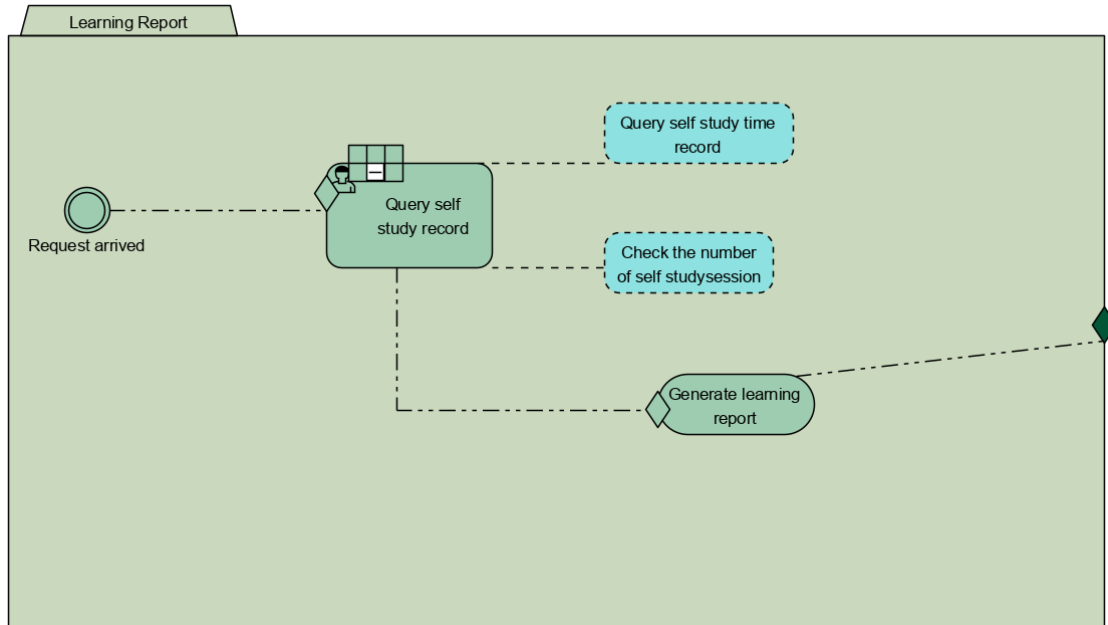 Learning Report
Query self study time
record
Query self
study record
Request arrived
Check the number
of self studysession
Generate learning
report